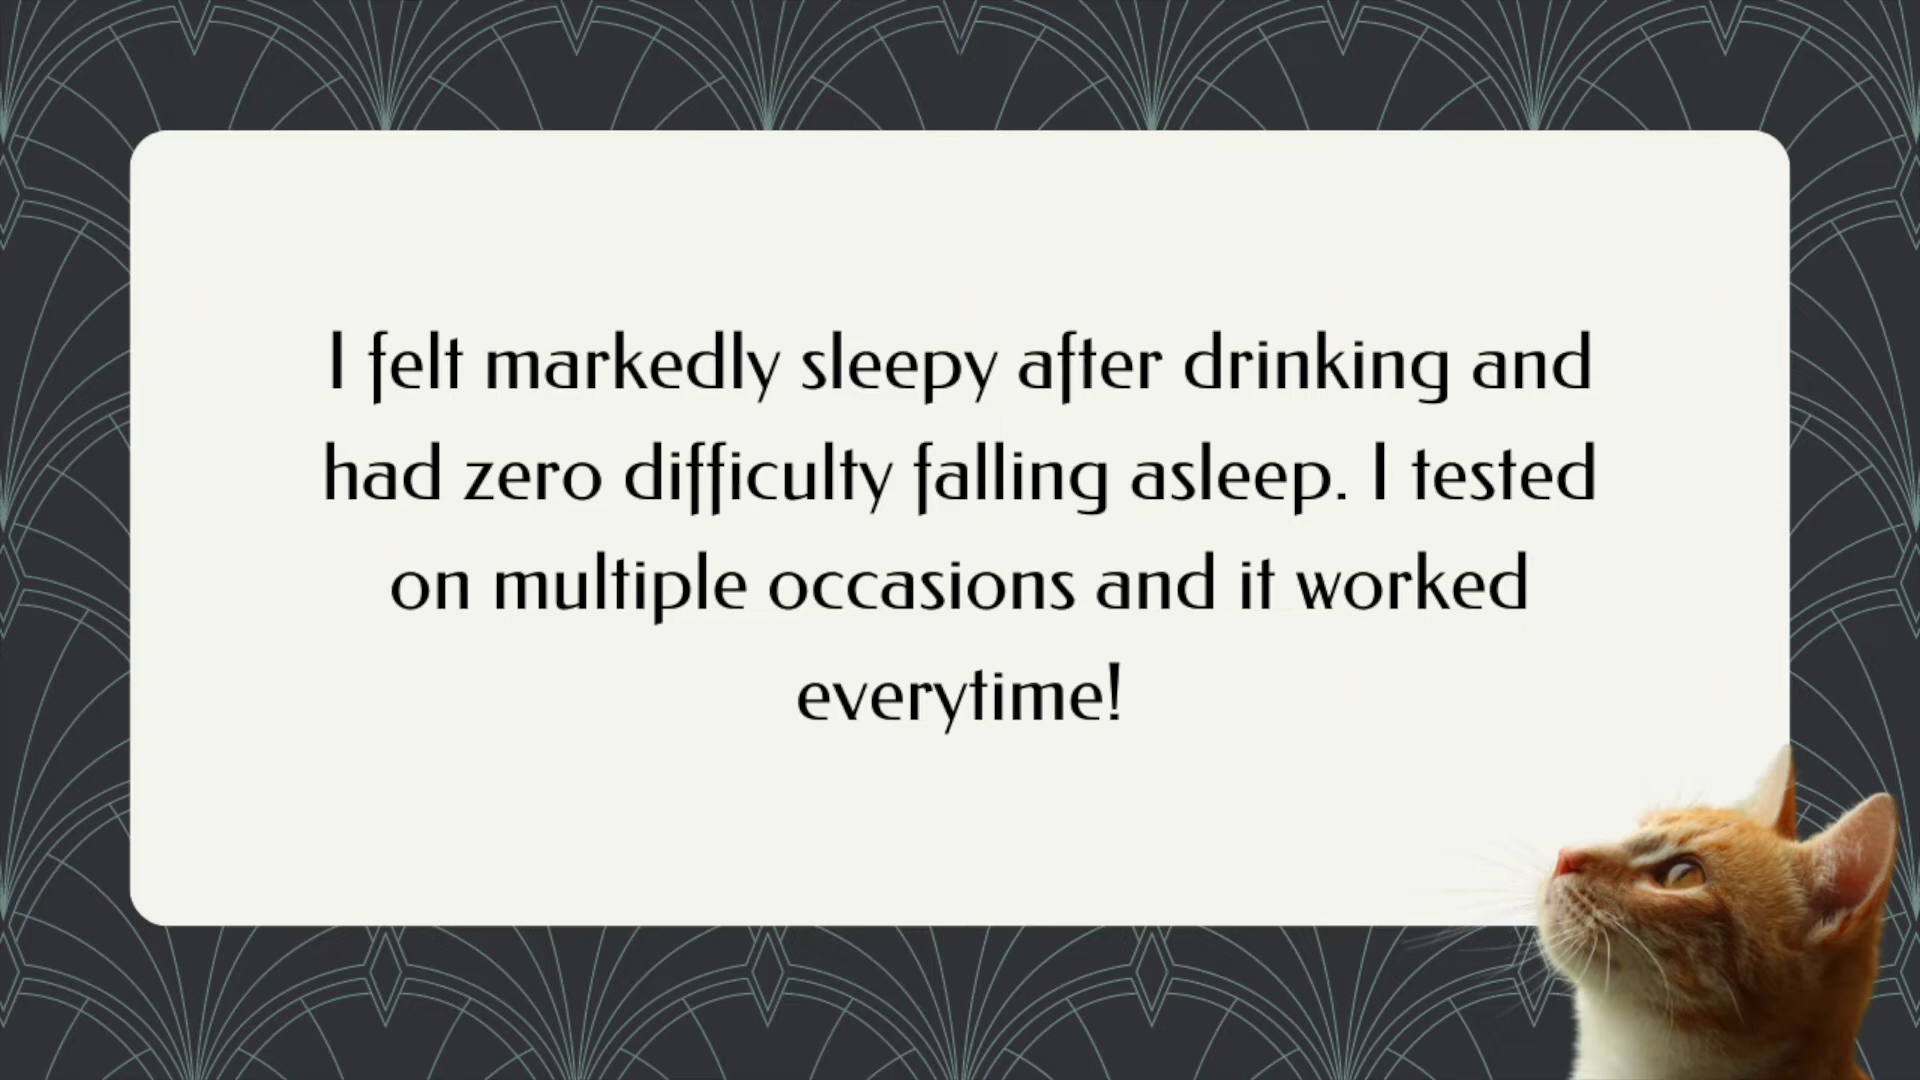 I felt markedly sleepy after drinking and
had zero difficulty falling asleep. I tested
on multiple occasions and it worked
everytime!